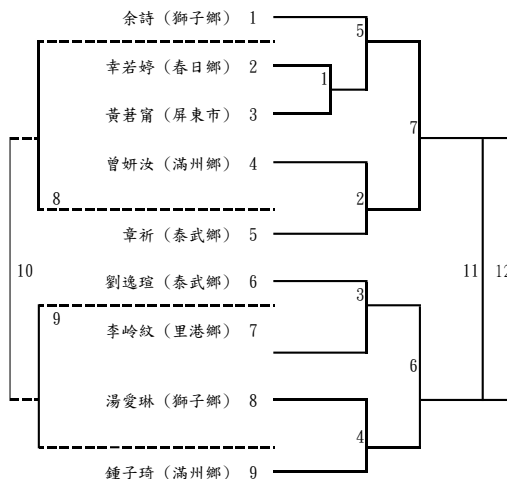 余詩（獅子鄉） 1
5
幸若婷（春日鄉） 2
1
黃莙甯（屏東市） 3
7
曾妍汝（滿州鄉） 4
8
2
章祈（泰武鄉） 5
10
11
12
劉逸瑄（泰武鄉） 6
3
9
李岭紋（里港鄉） 7
6
湯愛琳（獅子鄉） 8
4
鍾子琦（滿州鄉） 9